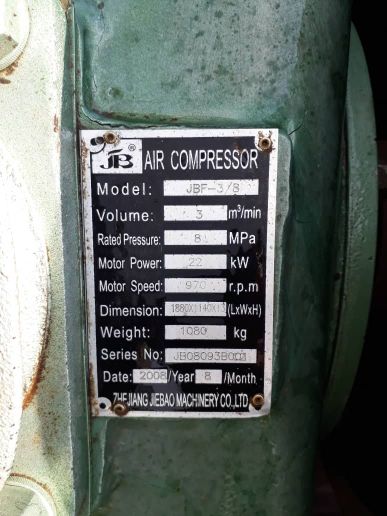 JB ® AIR COMPRESSOR
Model: JBF-3/8
Volume: 3 m³/min
Rated Pressure: 8 MPa
Motor Power: 22 kW
Motor Speed: 970 r.p.m
Dimension: (LxWxH)
Weight: 1080 kg
Series No: JB08093B001
Date: 2008/Year 8 /Month
ZHEJIANG JIEBAO MACHINERY CO.,LTD